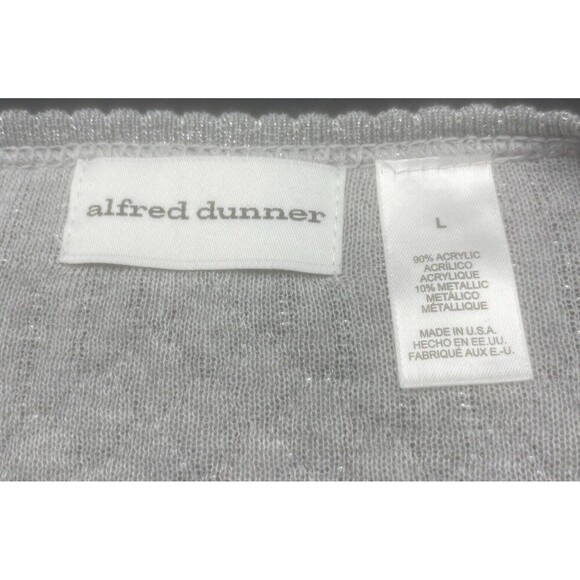 alfred dunner
L
90% ACRYLIC
ACRÍLICO
ACRYLIQUE
10% METALLIC
METÁLICO
MÉTALLIQUE
MADE IN U.S.A.
HECHO EN EE.UU.
FABRIQUÉ AUX E.-U.